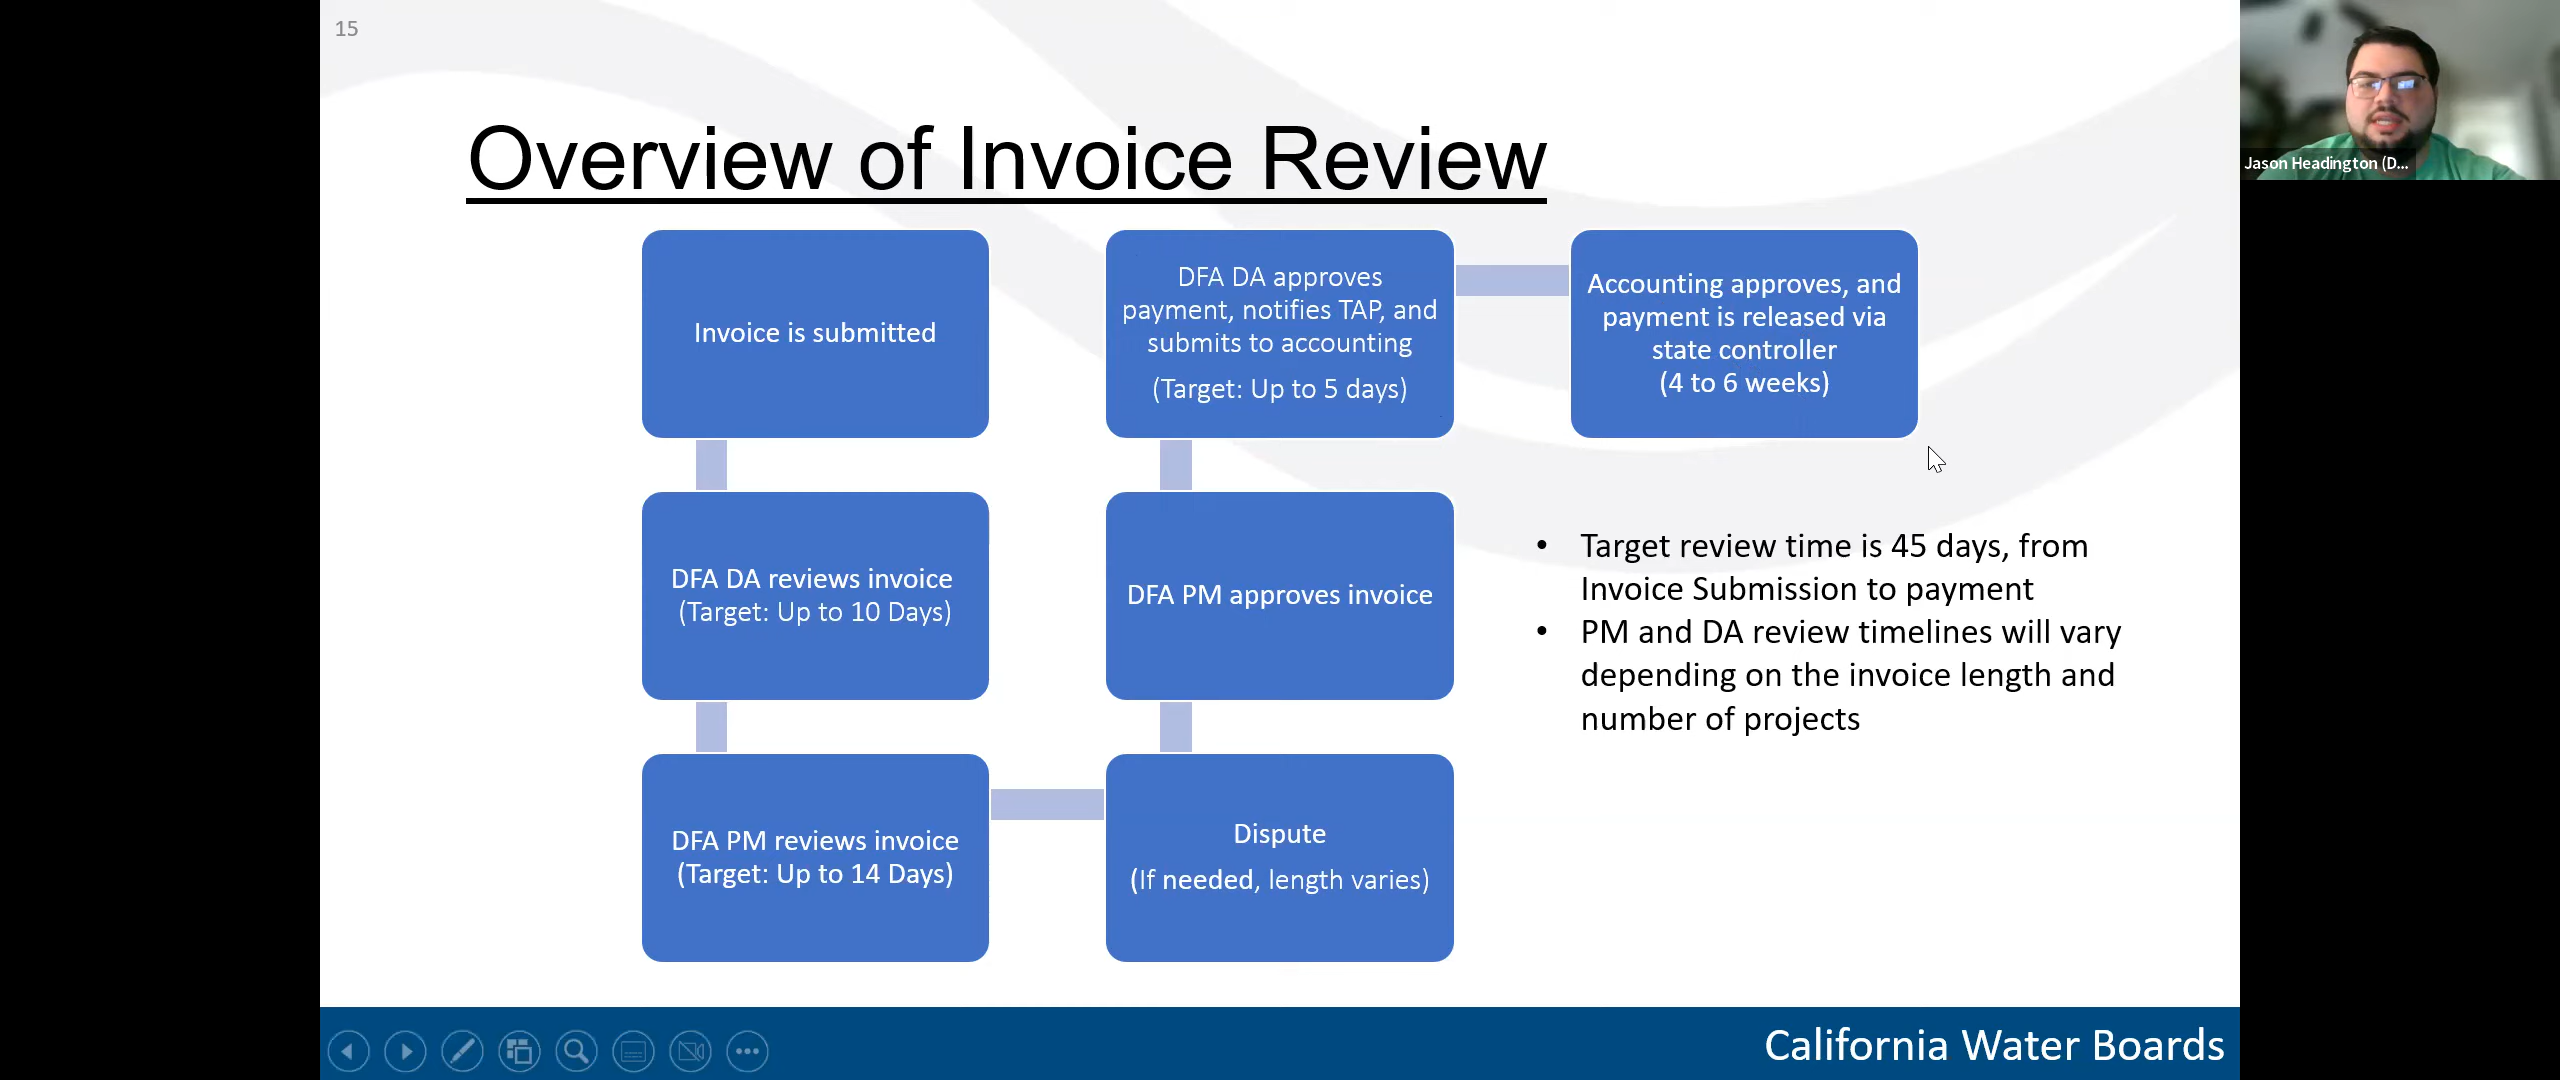 15
Overview of Invoice Review
Invoice is submitted
DFA DA reviews invoice
(Target: Up to 10 Days)
DFA PM reviews invoice
(Target: Up to 14 Days)
Dispute
(If needed, length varies)
DFA PM approves invoice
DFA DA approves
payment, notifies TAP, and
submits to accounting
(Target: Up to 5 days)
Accounting approves, and
payment is released via
state controller
(4 to 6 weeks)
• Target review time is 45 days, from
Invoice Submission to payment
• PM and DA review timelines will vary
depending on the invoice length and
number of projects
California Water Boards
Jason Headington (D...